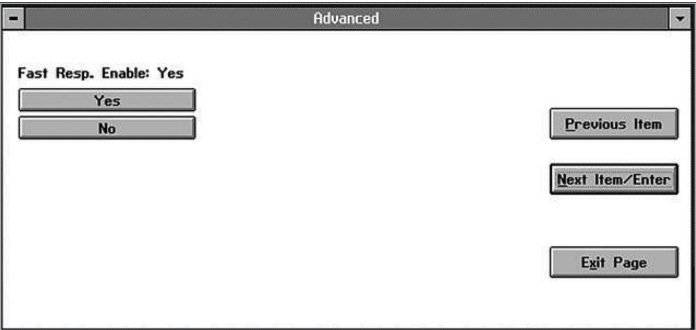 Advanced
Fast Resp. Enable: Yes
Yes
No
Previous Item
Next Item/Enter
Exit Page